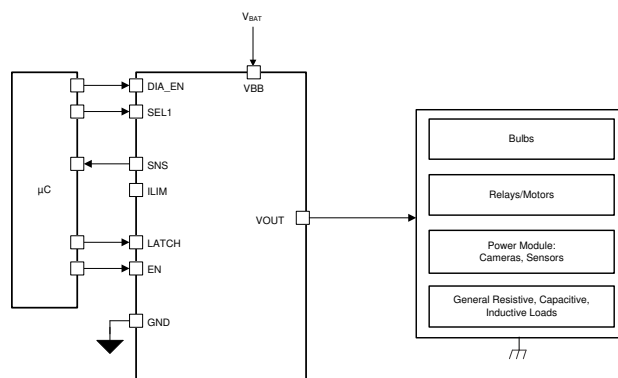 VBAT
DIA_EN
VBB
SEL1
Bulbs
SNS
µC
ILIM
Relays/Motors
VOUT
LATCH
Power Module:
Cameras, Sensors
EN
General Resistive, Capacitive,
Inductive Loads
GND